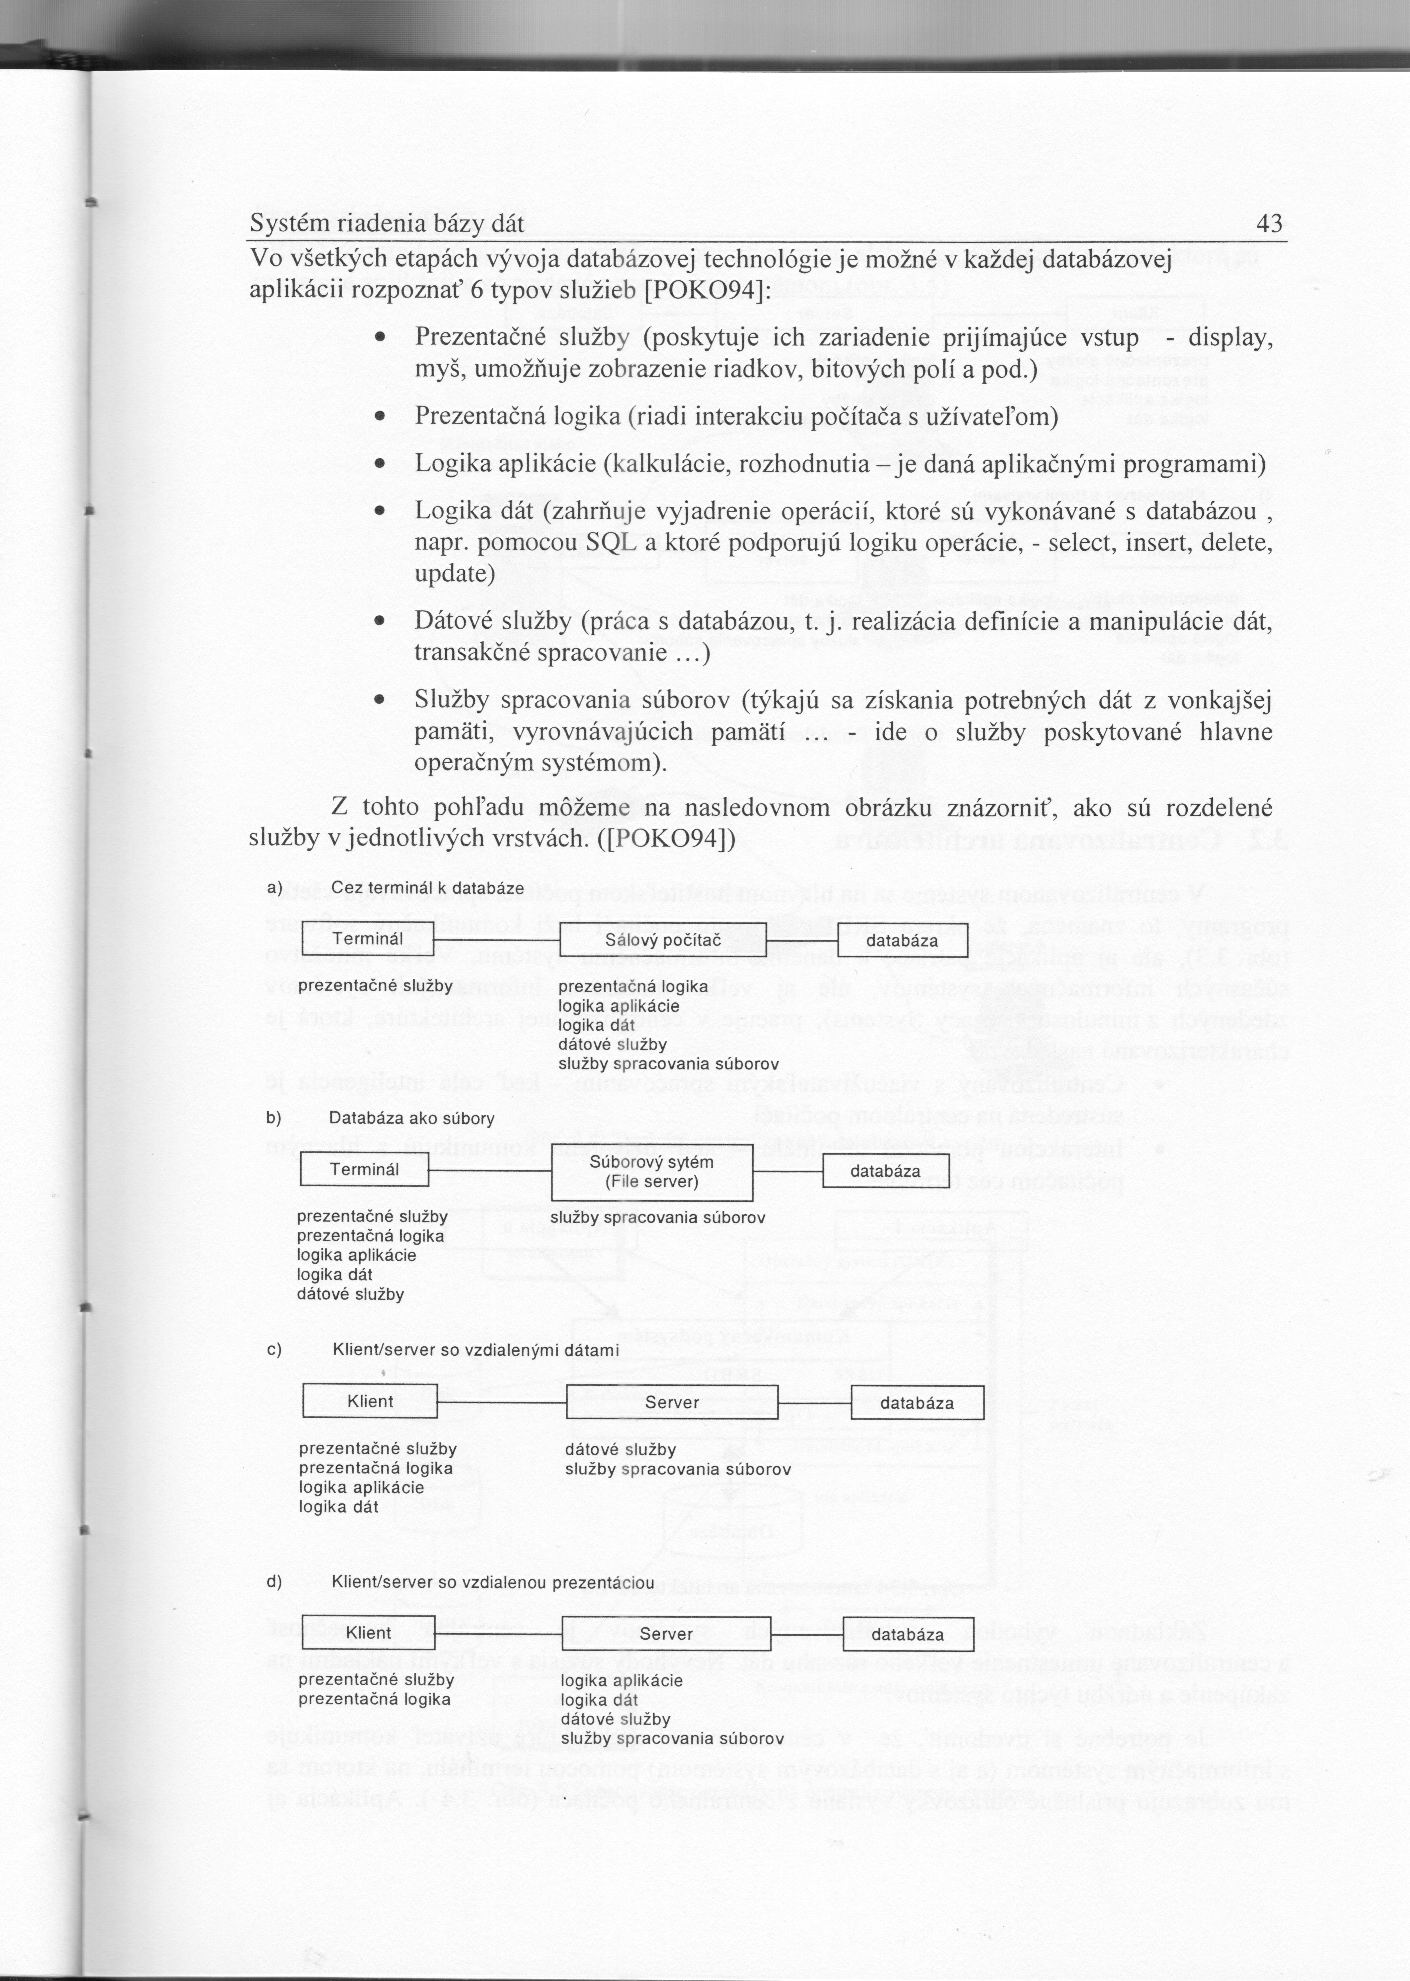 Systém riadenia bázy dát 43
Vo všetkých etapách vývoja databázovej technológie je možné v každej databázovej
aplikácii rozpoznať 6 typov služieb [POKO94]:
• Prezentačné služby (poskytuje ich zariadenie prijímajúce vstup - display,
myš, umožňuje zobrazenie riadkov, bitových polí a pod.)
• Prezentačná logika (riadi interakciu počítača s užívateľom)
• Logika aplikácie (kalkulácie, rozhodnutia – je daná aplikačnými programami)
• Logika dát (zahrňuje vyjadrenie operácií, ktoré sú vykonávané s databázou ,
napr. pomocou SQL a ktoré podporujú logiku operácie, - select, insert, delete,
update)
• Dátové služby (práca s databázou, t. j. realizácia definície a manipulácie dát,
transakčné spracovanie ...)
• Služby spracovania súborov (týkajú sa získania potrebných dát z vonkajšej
pamäti, vyrovnávajúcich pamätí ... - ide o služby poskytované hlavne
operačným systémom).
Z tohto pohľadu môžeme na nasledovnom obrázku znázorniť, ako sú rozdelené
služby v jednotlivých vrstvách. ([POKO94])
a) Cez terminál k databáze
Terminál Sálový počítač databáza
prezentačné služby prezentačná logika
logika aplikácie
logika dát
dátové služby
služby spracovania súborov
b) Databáza ako súbory
Terminál Súborový sytém databáza
(File server)
prezentačné služby služby spracovania súborov
prezentačná logika
logika aplikácie
logika dát
dátové služby
c) Klient/server so vzdialenými dátami
Klient Server databáza
prezentačné služby dátové služby
prezentačná logika služby spracovania súborov
logika aplikácie
logika dát
d) Klient/server so vzdialenou prezentáciou
Klient Server databáza
prezentačné služby logika aplikácie
prezentačná logika logika dát
dátové služby
služby spracovania súborov